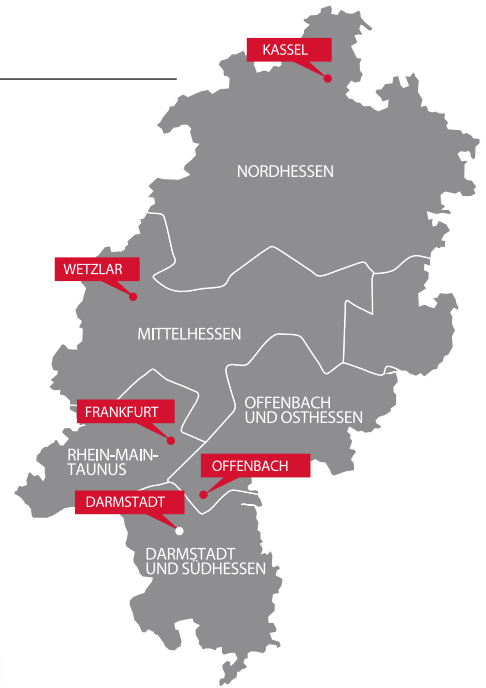 KASSEL
NORDHESSEN
WETZLAR
MITTELHESSEN
FRANKFURT
OFFENBACH
UND OSTHESSEN
RHEIN-MAIN-
TAUNUS
OFFENBACH
DARMSTADT
DARMSTADT
UND SÜDHESSEN